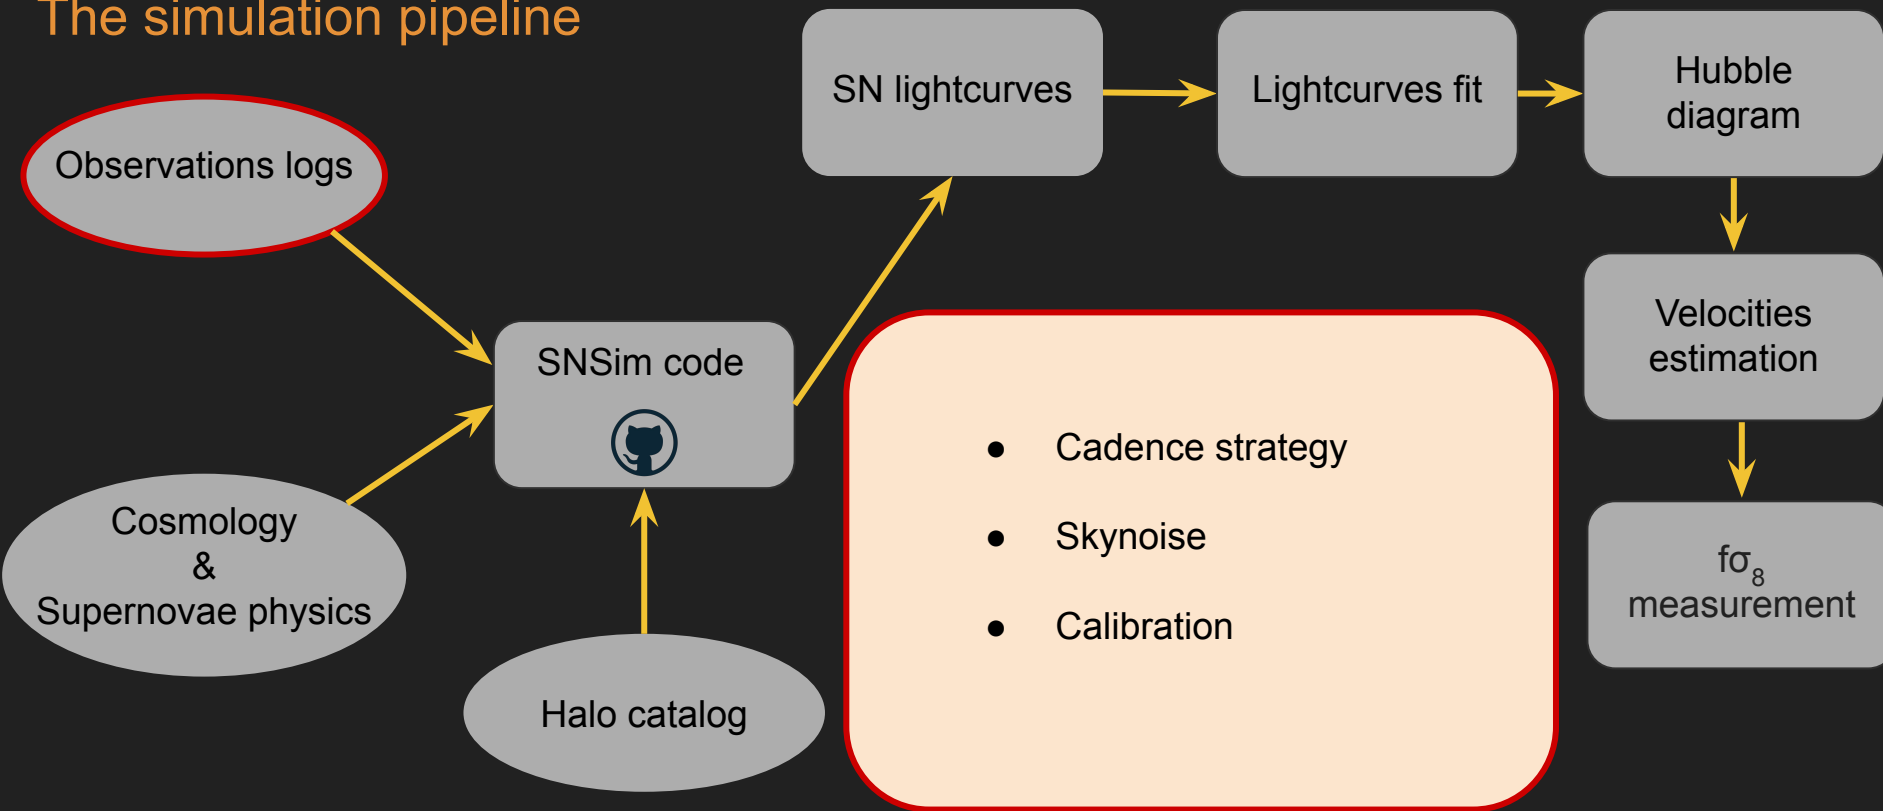 The simulation pipeline
Observations logs
SN lightcurves
Lightcurves fit
Hubble
diagram
SNSim code
Velocities
estimation
Cosmology
&
Supernovae physics
Halo catalog
● Cadence strategy
● Skynoise
● Calibration
fσ₈
measurement